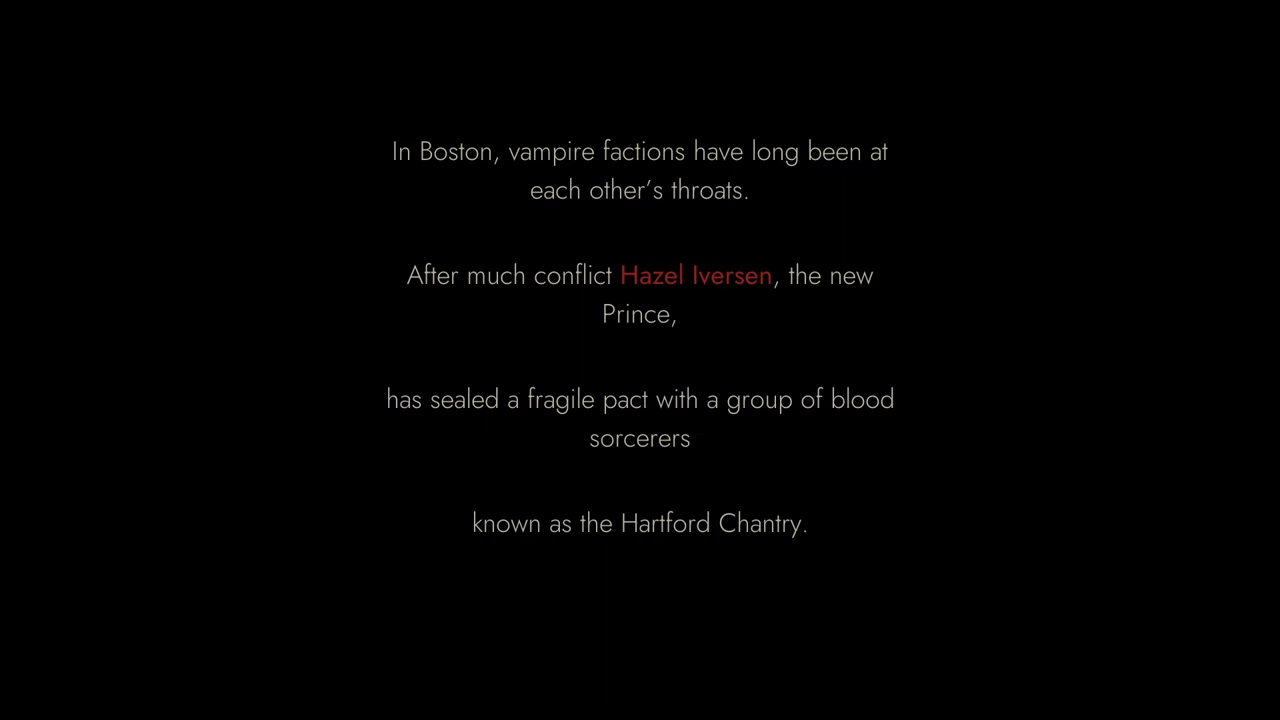 In Boston, vampire factions have long been at
each other’s throats.
After much conflict Hazel Iversen, the new
Prince,
has sealed a fragile pact with a group of blood
sorcerers
known as the Hartford Chantry.